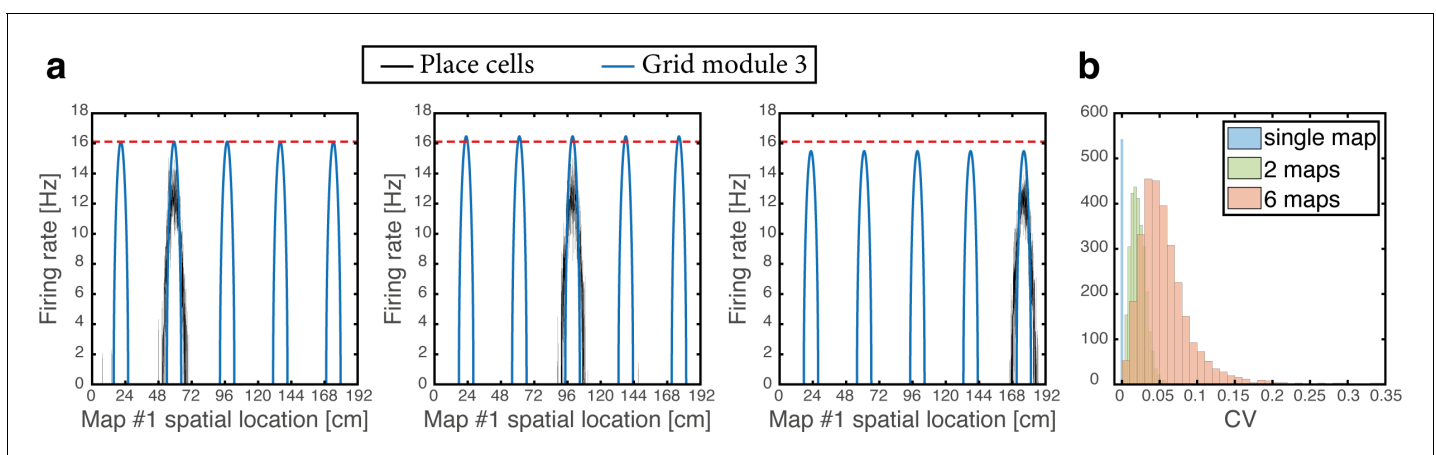 a
Place cells Grid module 3
b
18
16
14
12
10
8
6
4
2
0
Firing rate [Hz]
0 24 48 72 96 120 144 168 192
Map #1 spatial location [cm]
18
16
14
12
10
8
6
4
2
0
Firing rate [Hz]
0 24 48 72 96 120 144 168 192
Map #1 spatial location [cm]
18
16
14
12
10
8
6
4
2
0
Firing rate [Hz]
0 24 48 72 96 120 144 168 192
Map #1 spatial location [cm]
600
500
400
300
200
100
0
single map
2 maps
6 maps
0 0.05 0.1 0.15 0.2 0.25 0.3 0.35
CV